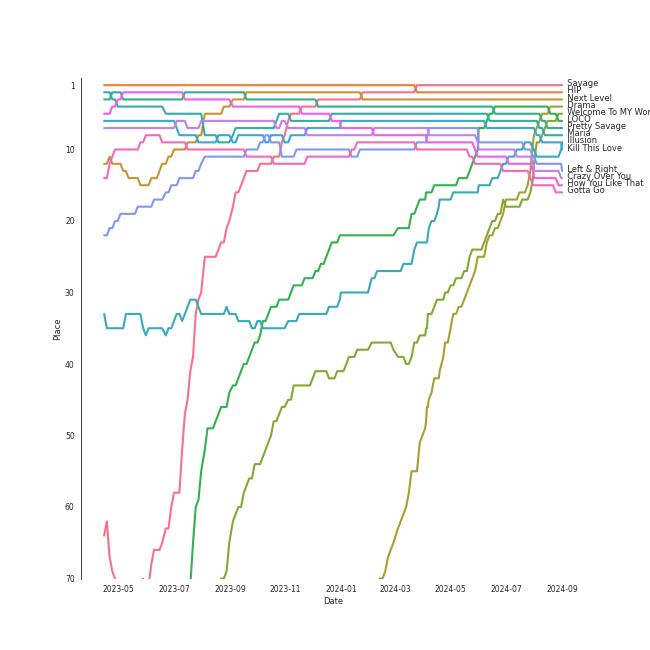 1
10
20
30
40
50
60
70
Place
Savage
HIP
Next Level
Drama
Welcome To MY Wor
LOCO
Pretty Savage
Maria
Illusion
Kill This Love
Left & Right
Crazy Over You
How You Like That
Gotta Go
2023-05
2023-07
2023-09
2023-11
2024-01
2024-03
2024-05
2024-07
2024-09
Date